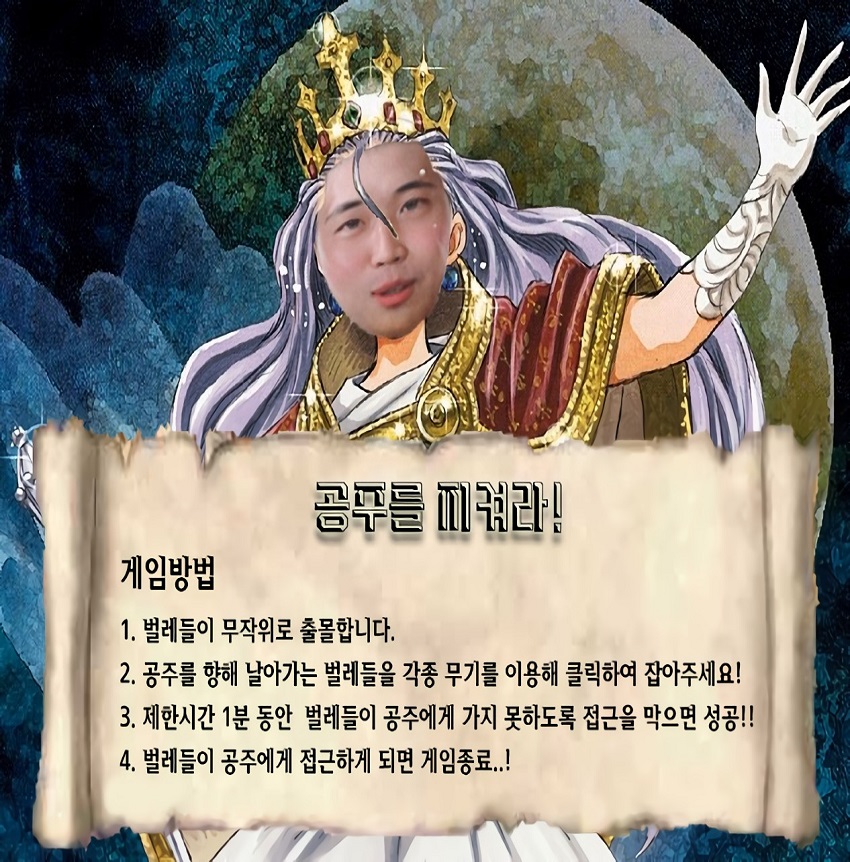 공주를 지켜라!
게임방법
1. 벌레들이 무작위로 출몰합니다.
2. 공주를 향해 날아가는 벌레들을 각종 무기를 이용해 클릭하여 잡아주세요!
3. 제한시간 1분 동안 벌레들이 공주에게 가지 못하도록 접근을 막으면 성공!!
4. 벌레들이 공주에게 접근하게 되면 게임종료..!